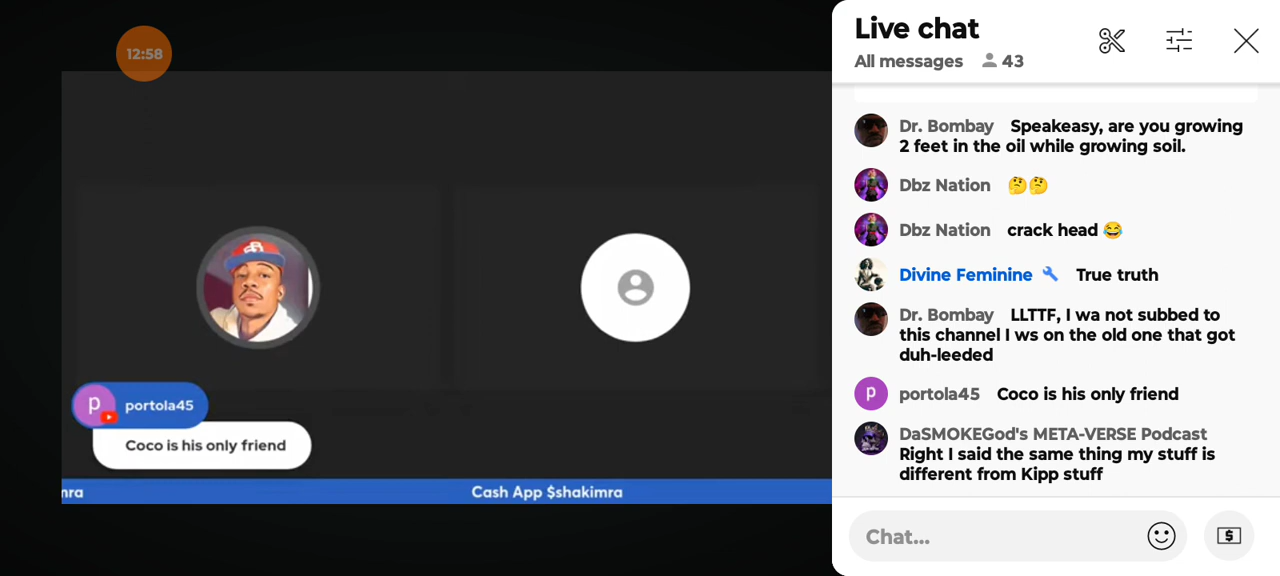 12:58
portola45
Coco is his only friend
Cash App $shakimra
Live chat
All messages 43
Dr. Bombay Speakeasy, are you growing
2 feet in the oil while growing soil.
Dbz Nation 🤔🤔
Dbz Nation crack head 😂
Divine Feminine True truth
Dr. Bombay LLTTF, I wa not subbed to
this channel I ws on the old one that got
duh-leeded
p portola45 Coco is his only friend
DaSMOKEGod's META-VERSE Podcast
Right I said the same thing my stuff is
different from Kipp stuff
Chat...